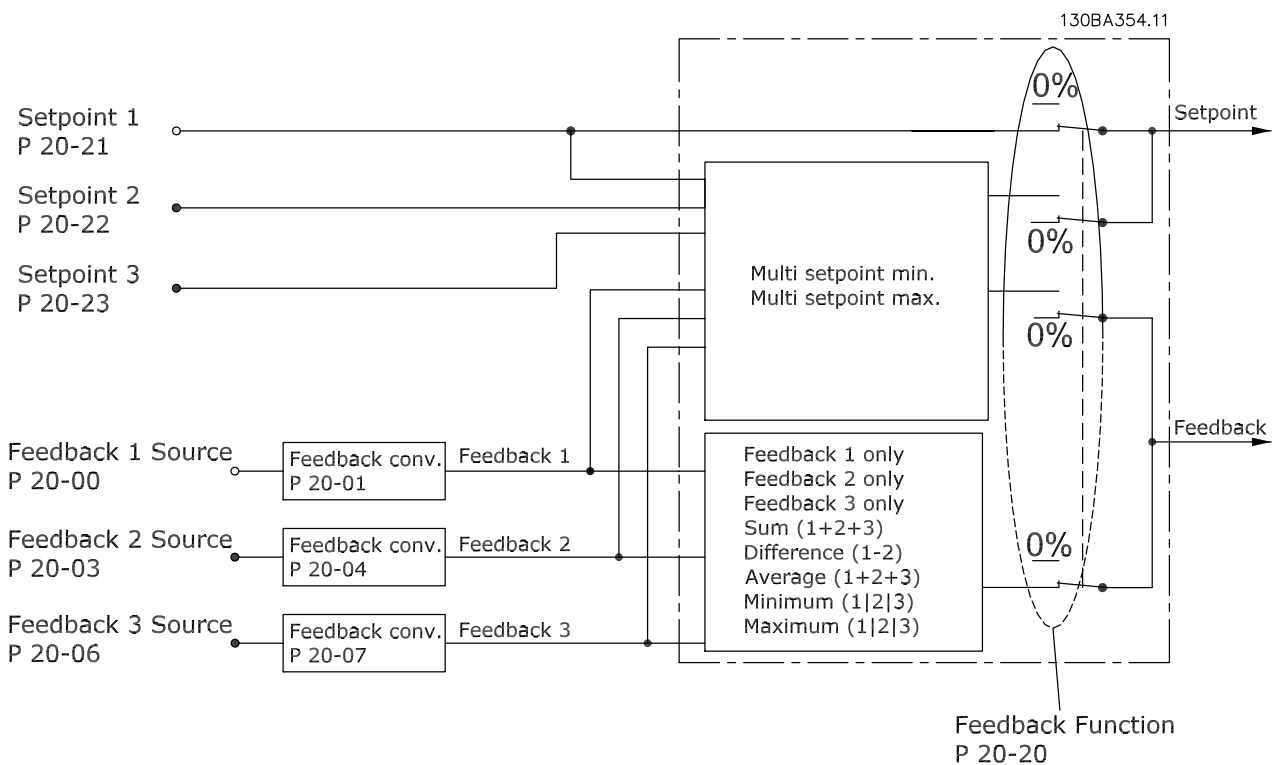 130BA354.11
0%
Setpoint 1
P 20-21
Setpoint
Setpoint 2
P 20-22
0%
Setpoint 3
P 20-23
Multi setpoint min.
Multi setpoint max.
0%
Feedback
Feedback 1 Source
P 20-00
Feedback conv.
P 20-01
Feedback 1
Feedback 2 Source
P 20-03
Feedback conv.
P 20-04
Feedback 2
Feedback 3 Source
P 20-06
Feedback conv.
P 20-07
Feedback 3
Feedback 1 only
Feedback 2 only
Feedback 3 only
Sum (1+2+3)
Difference (1-2)
Average (1+2+3)
Minimum (1|2|3)
Maximum (1|2|3)
0%
Feedback Function
P 20-20